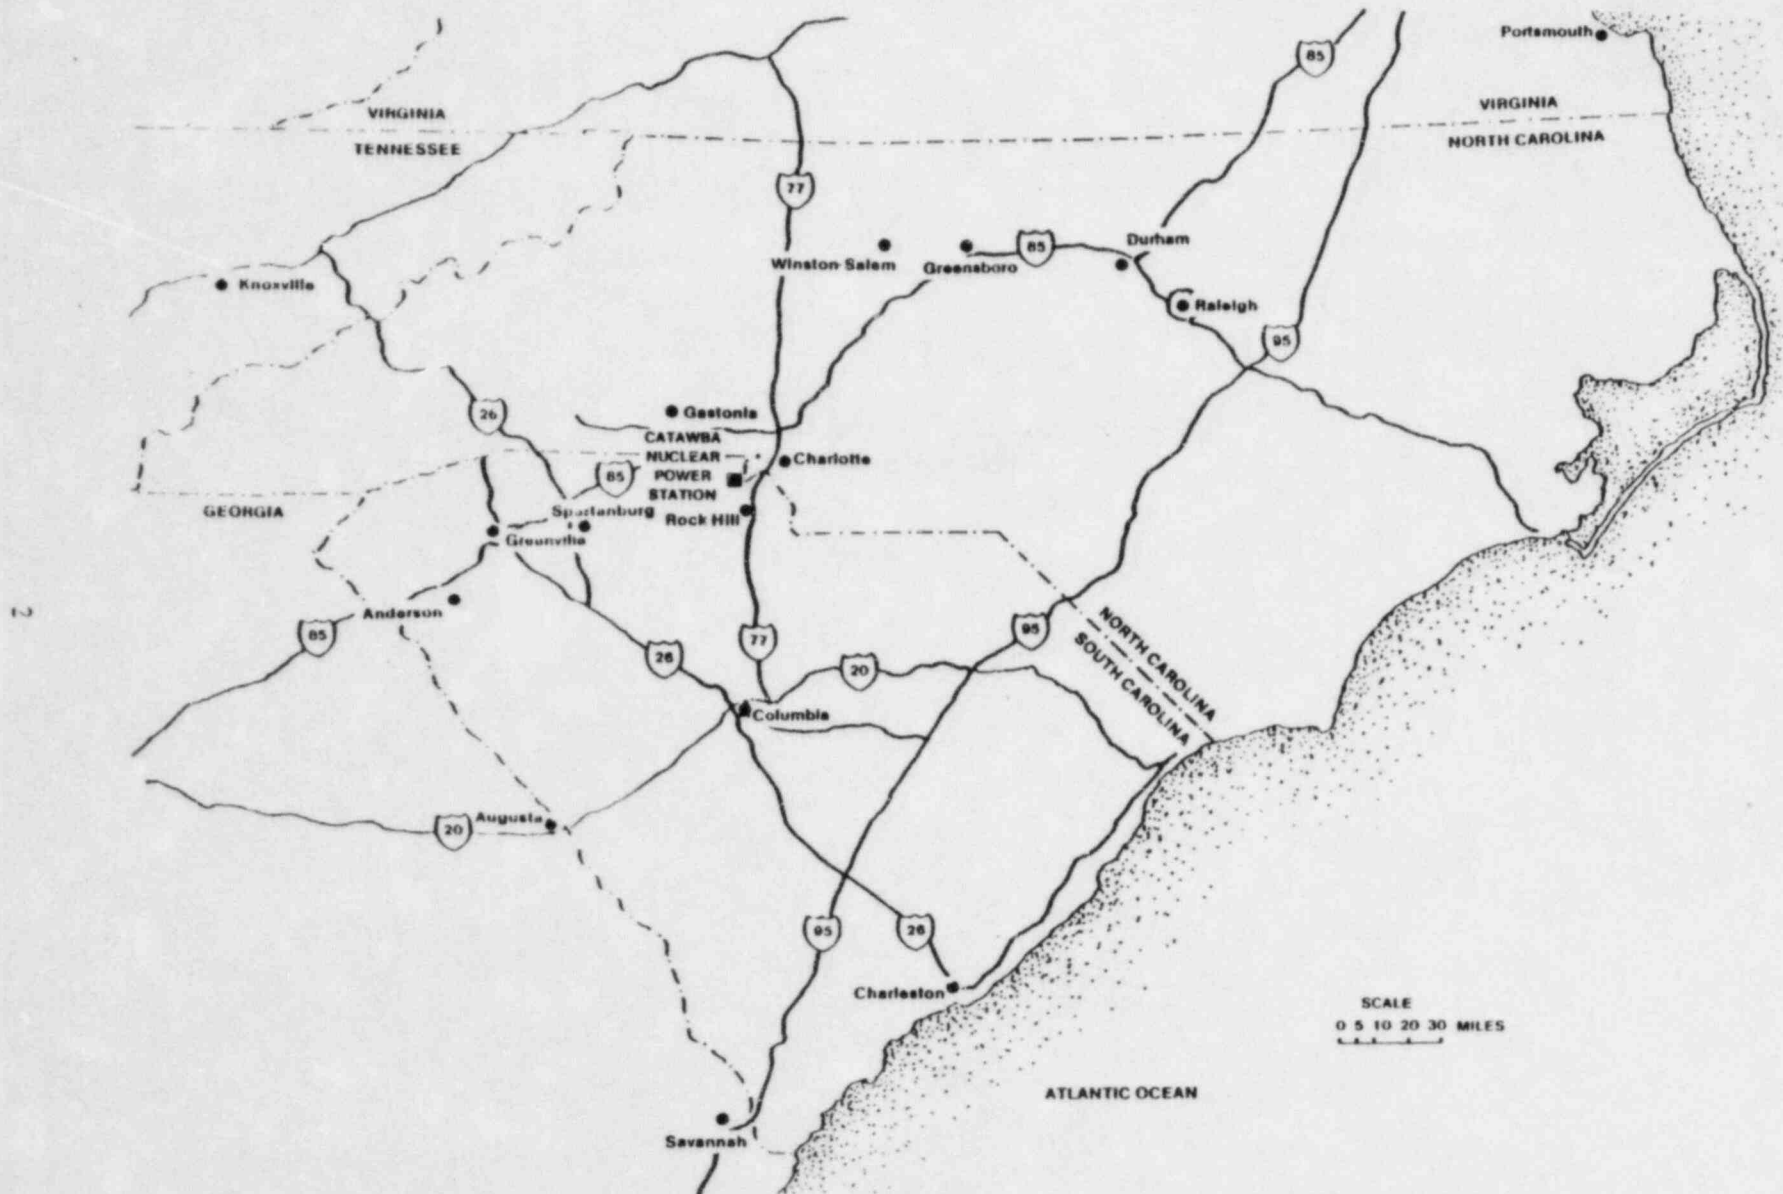 Portsmouth
85
VIRGINIA
VIRGINIA
TENNESSEE
NORTH CAROLINA
77
Winston-Salem
Greensboro
85
Durham
Knoxville
Raleigh
95
26
Gastonia
CATAWBA
NUCLEAR
POWER
STATION
Charlotte
85
GEORGIA
Spartanburg
Rock Hill
Greenville
2
Anderson
85
26
77
20
95
NORTH CAROLINA
SOUTH CAROLINA
Columbia
20
Augusta
95
26
Charleston
SCALE
0 5 10 20 30 MILES
ATLANTIC OCEAN
Savannah